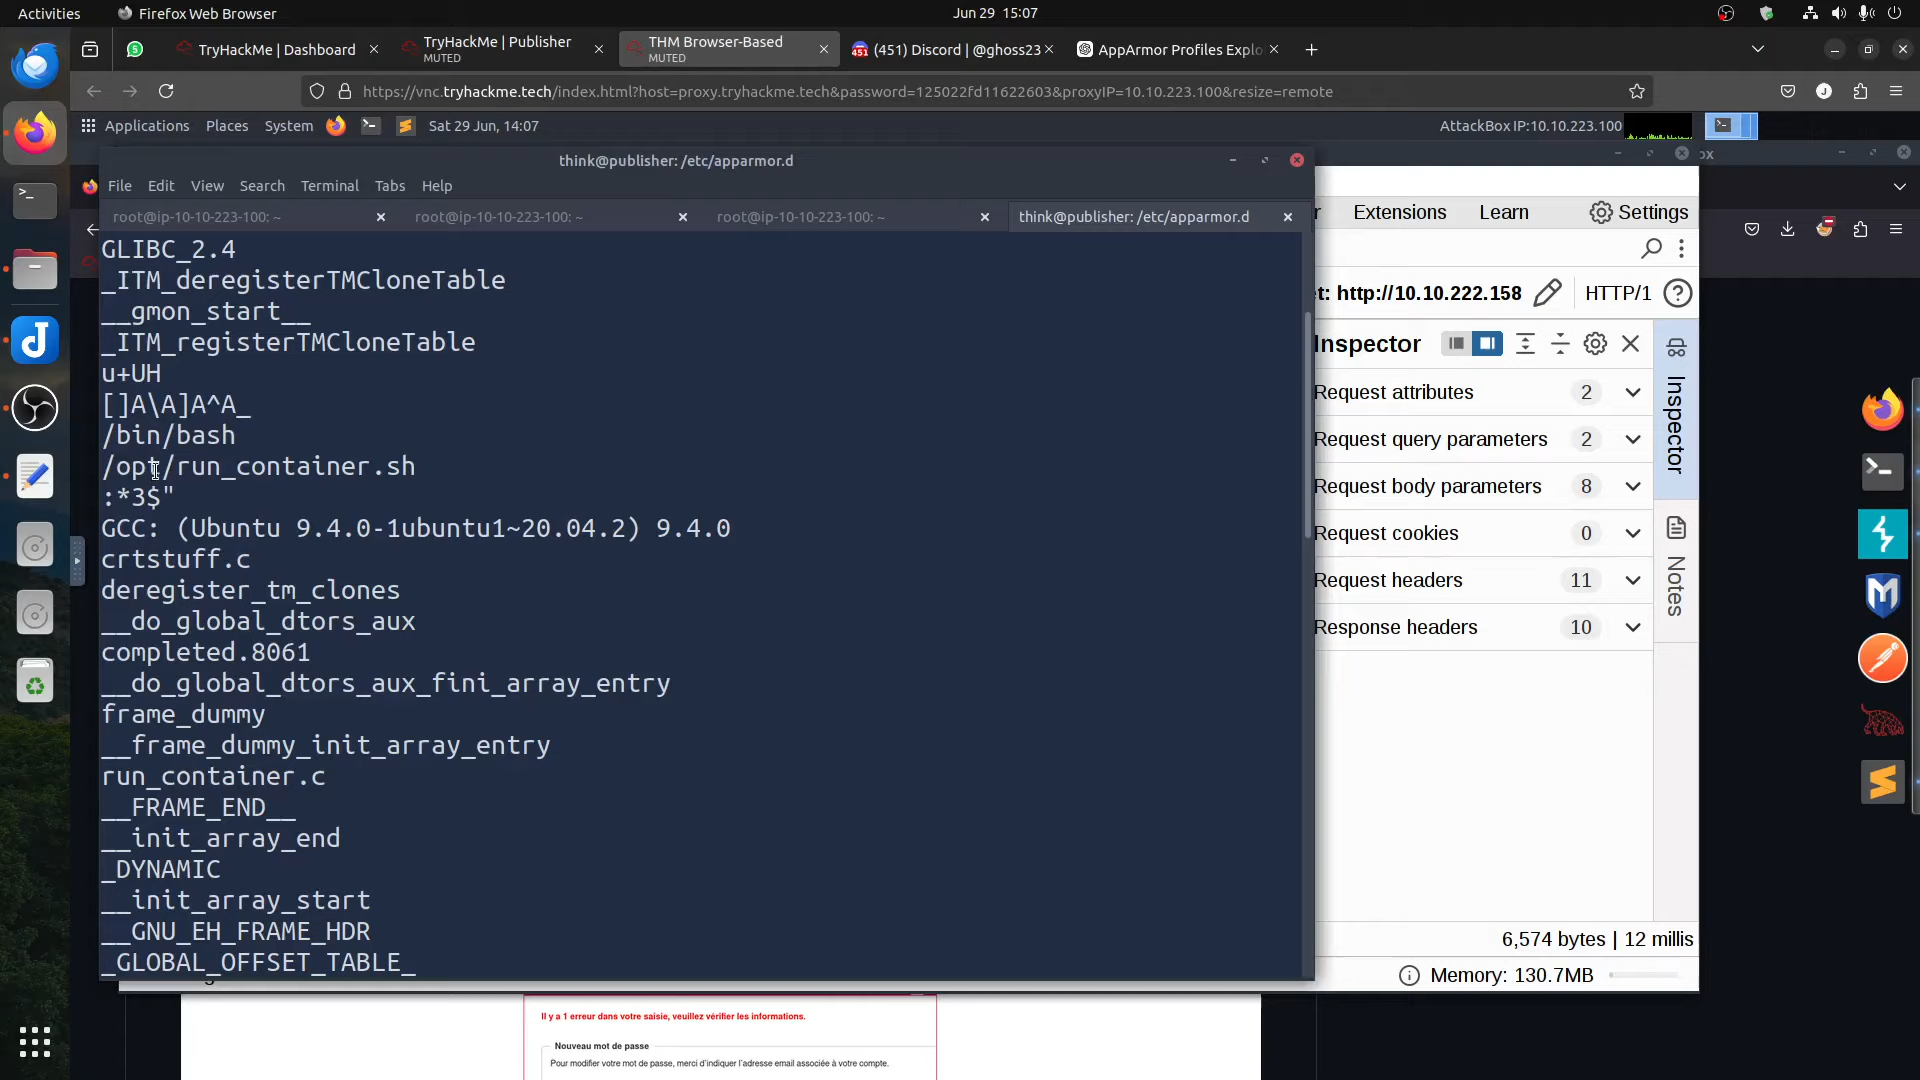 Activities
Firefox Web Browser
Jun 29 15:07
TryHackMe | Dashboard
TryHackMe | Publisher
MUTED
THM Browser-Based
MUTED
(451) Discord | @ghoss23
AppArmor Profiles Explo
https://vnc.tryhackme.tech/index.html?host=proxy.tryhackme.tech&password=125022fd11622603&proxyIP=10.10.223.100&resize=remote
Applications
Places
System
Sat 29 Jun, 14:07
AttackBox IP:10.10.223.100
think@publisher: /etc/apparmor.d
ox
File
Edit
View
Search
Terminal
Tabs
Help
root@ip-10-10-223-100: ~
root@ip-10-10-223-100: ~
root@ip-10-10-223-100: ~
think@publisher: /etc/apparmor.d
r
Extensions
Learn
Settings
GLIBC_2.4
_ITM_deregisterTMCloneTable
__gmon_start__
_ITM_registerTMCloneTable
u+UH
[]A\A]A^A_
/bin/bash
/opt/run_container.sh
:*3$"
GCC: (Ubuntu 9.4.0-1ubuntu1~20.04.2) 9.4.0
crtstuff.c
deregister_tm_clones
__do_global_dtors_aux
completed.8061
__do_global_dtors_aux_fini_array_entry
frame_dummy
__frame_dummy_init_array_entry
run_container.c
__FRAME_END__
__init_array_end
_DYNAMIC
__init_array_start
__GNU_EH_FRAME_HDR
_GLOBAL_OFFSET_TABLE_
t: http://10.10.222.158
HTTP/1
Inspector
Request attributes 2
Request query parameters 2
Request body parameters 8
Request cookies 0
Request headers 11
Response headers 10
Inspector
Notes
6,574 bytes | 12 millis
Memory: 130.7MB
Il y a 1 erreur dans votre saisie, veuillez vérifier les informations.
Nouveau mot de passe
Pour modifier votre mot de passe, merci d'indiquer l'adresse email associée à votre compte.